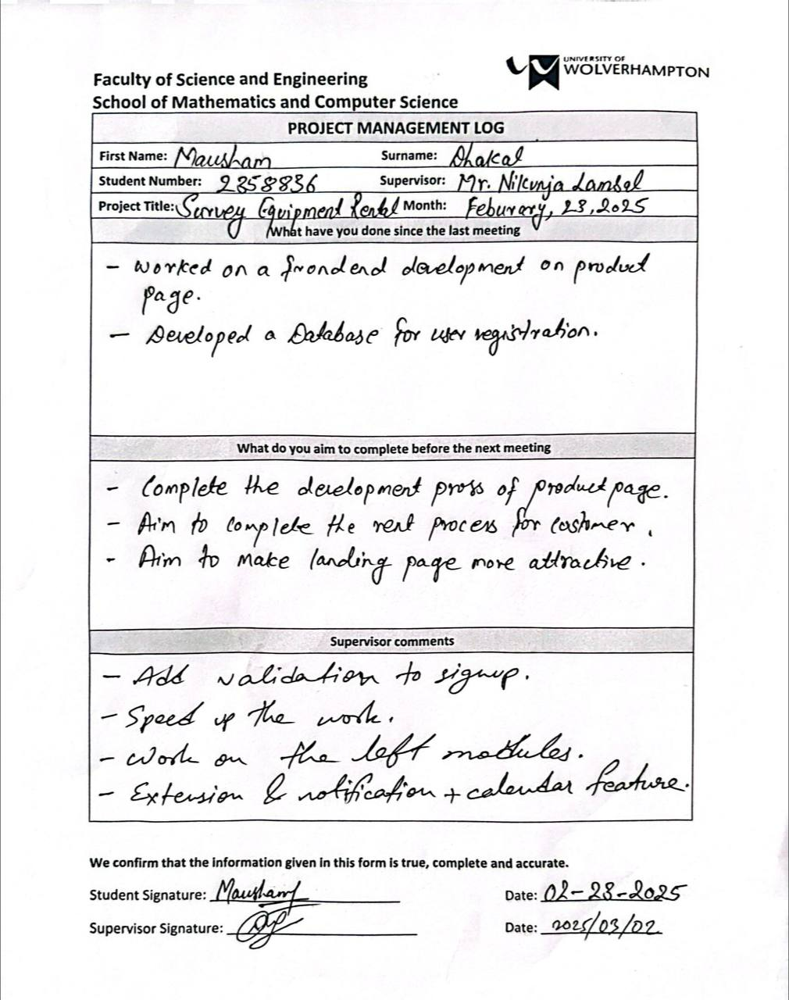 UNIVERSITY OF
WOLVERHAMPTON
Faculty of Science and Engineering
School of Mathematics and Computer Science
PROJECT MANAGEMENT LOG
First Name: Mausham Surname: Dhakal
Student Number: 2358836 Supervisor: Mr. Nikunja Lamsal
Project Title: Survey Equipment Rental Month: Feburary, 23, 2025
What have you done since the last meeting
- Worked on a frondend development on product
page.
- Developed a Database for user registration.
What do you aim to complete before the next meeting
- Complete the development pross of product page.
- Aim to complete the rent process for customer.
- Aim to make landing page more attractive.
Supervisor comments
- Add validation to signup.
- Speed up the work.
- Work on the left modules.
- Extension & notification + calendar feature.
We confirm that the information given in this form is true, complete and accurate.
Student Signature: Mausham Date: 02-28-2025
Supervisor Signature: Date: 2025/03/02